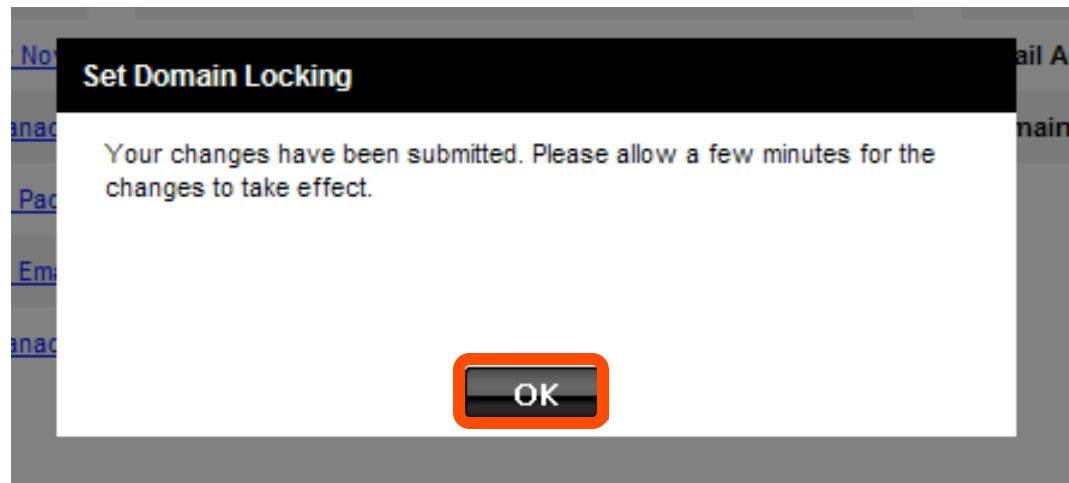 Set Domain Locking
Your changes have been submitted. Please allow a few minutes for the
changes to take effect.
OK